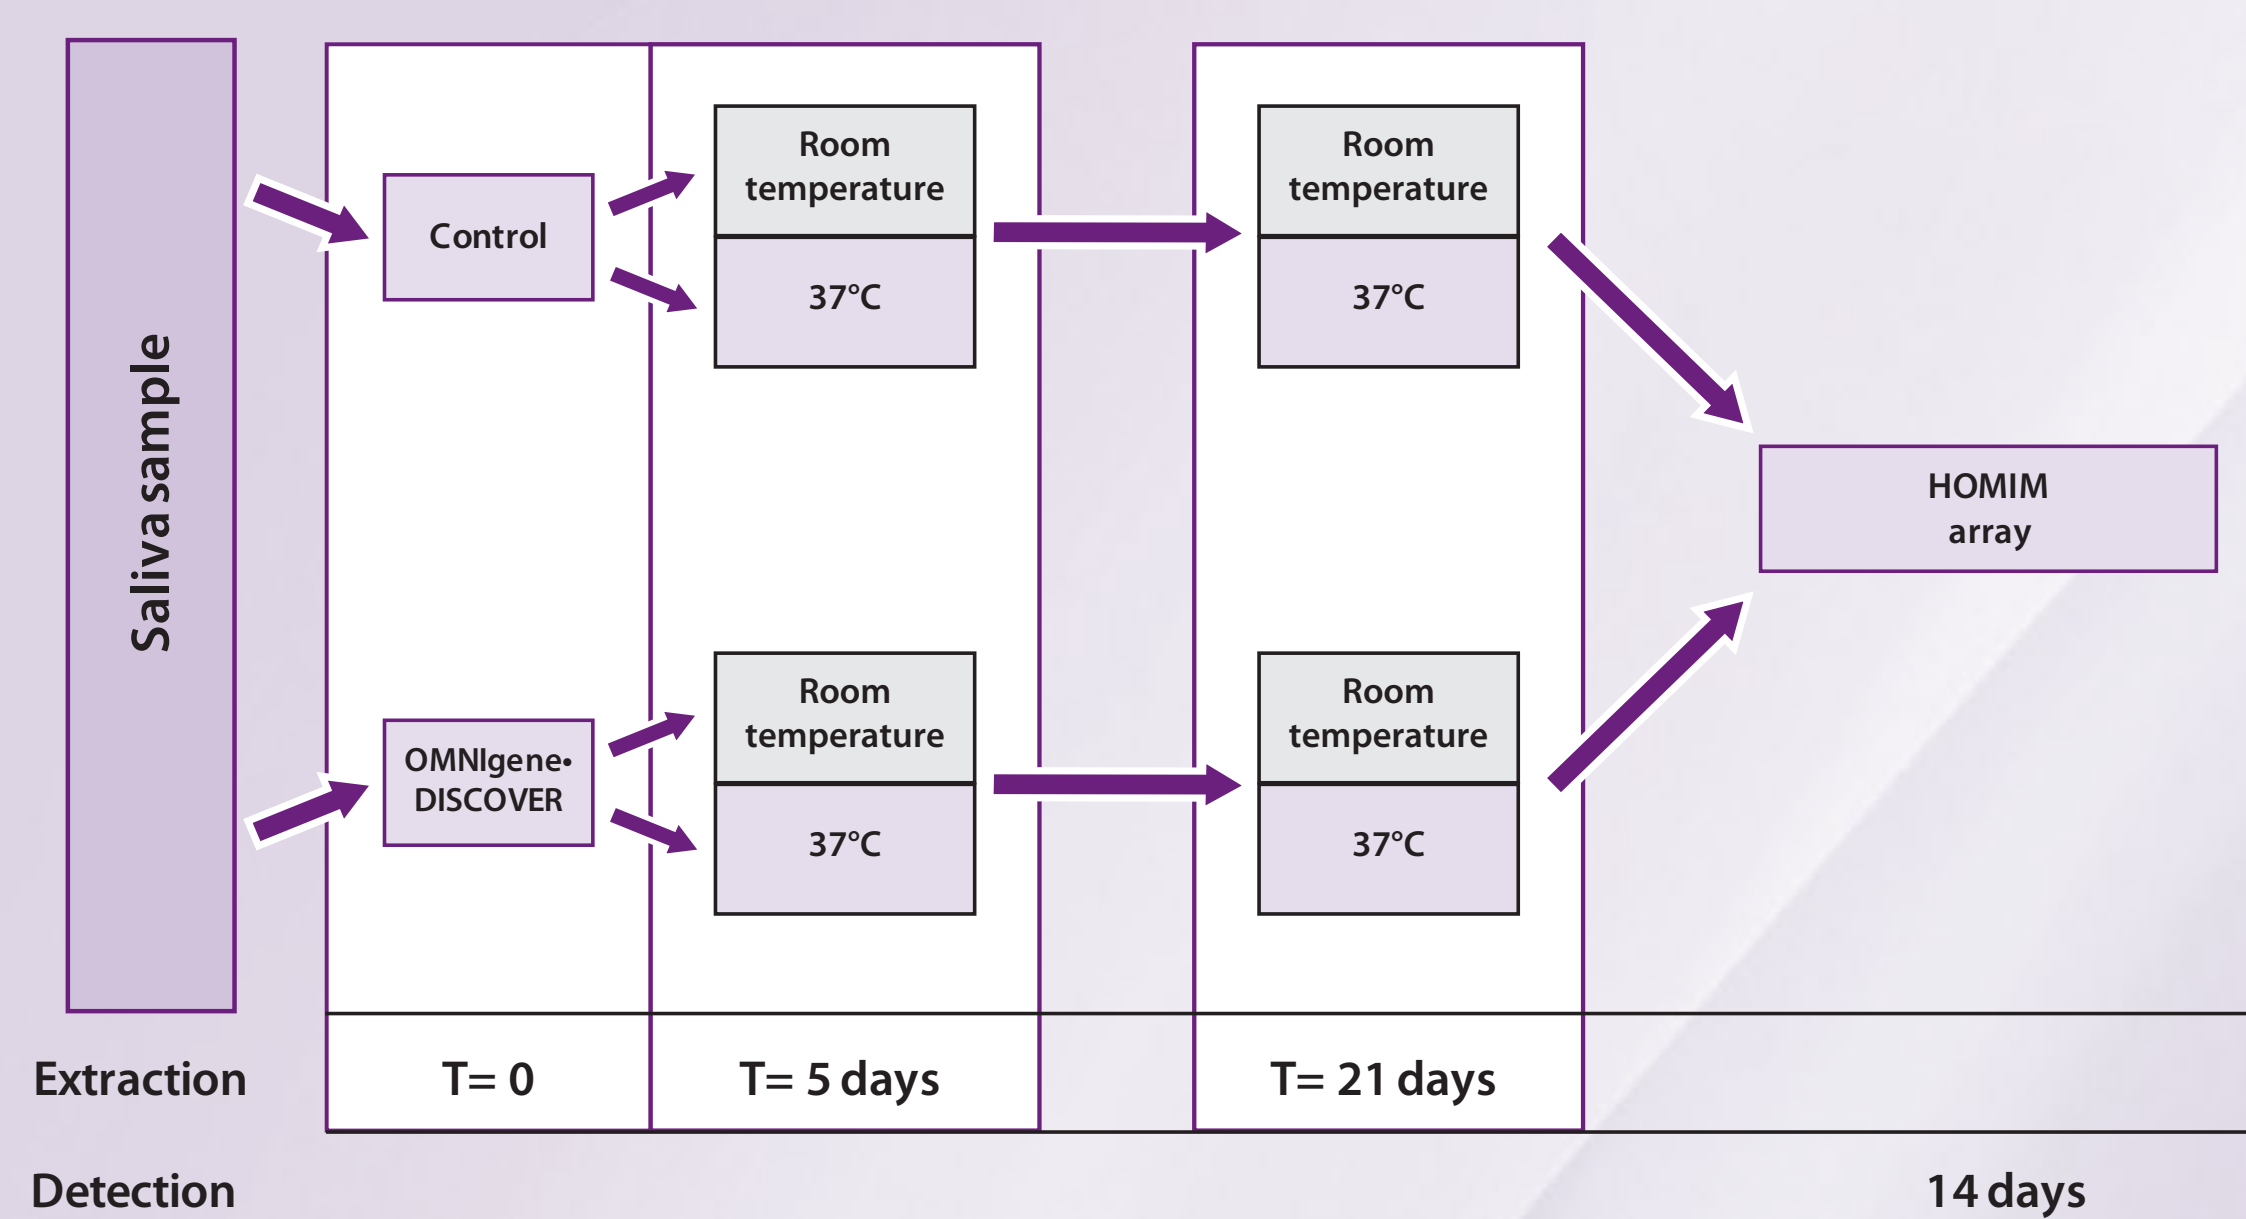 Saliva sample
Control
Room
temperature
37°C
Room
temperature
37°C
HOMIM
array
OMNIgene•
DISCOVER
Room
temperature
37°C
Room
temperature
37°C
Extraction
T= 0
T= 5 days
T= 21 days
Detection
14 days